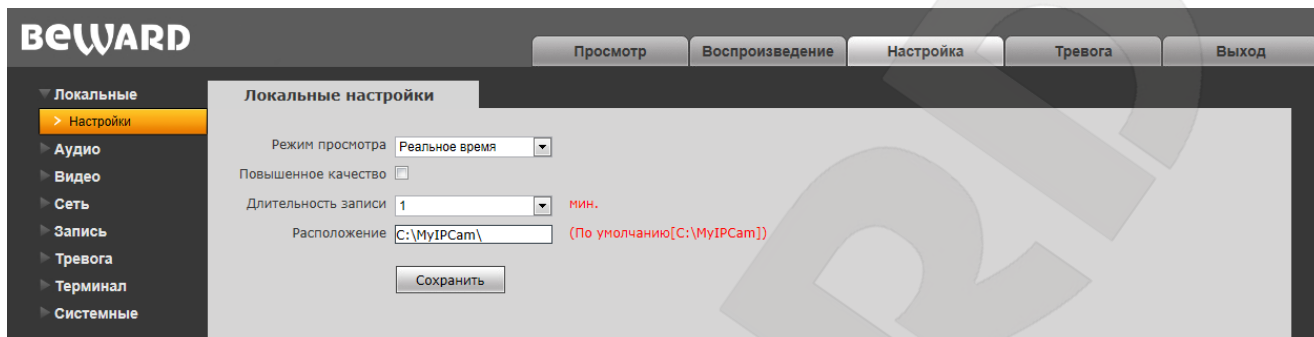 BEWARD
Просмотр Воспроизведение Настройка Тревога Выход
Локальные
> Настройки
Аудио
Видео
Сеть
Запись
Тревога
Терминал
Системные
Локальные настройки
Режим просмотра Реальное время
Повышенное качество
Длительность записи 1 мин.
Расположение C:\MyIPCam\ (По умолчанию[C:\MyIPCam])
Сохранить